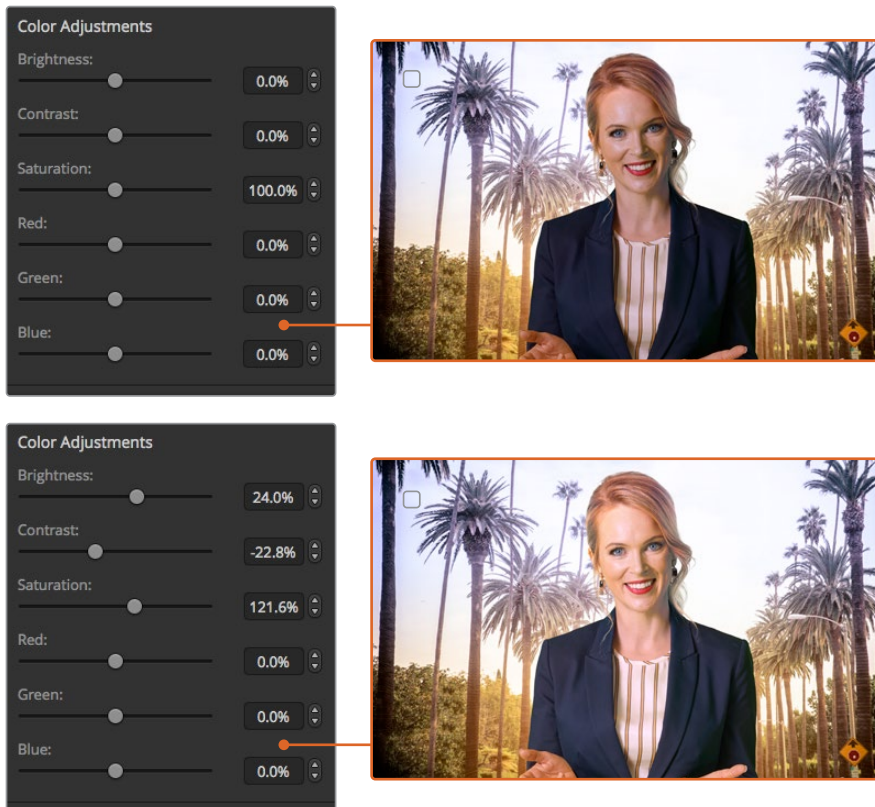 Color Adjustments
Brightness:
0.0%
Contrast:
0.0%
Saturation:
100.0%
Red:
0.0%
Green:
0.0%
Blue:
0.0%
Color Adjustments
Brightness:
24.0%
Contrast:
-22.8%
Saturation:
121.6%
Red:
0.0%
Green:
0.0%
Blue:
0.0%